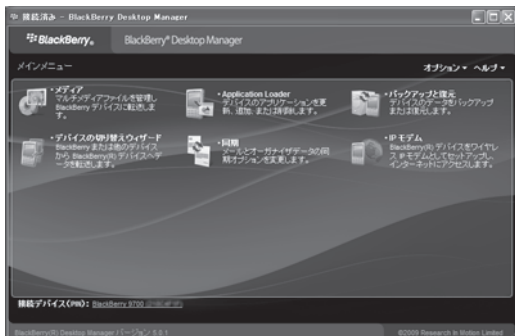 接続済み - BlackBerry Desktop Manager
BlackBerry®
BlackBerry® Desktop Manager
メインメニュー
オプション ヘルプ
・メディア
マルチメディアファイルを管理し
BlackBerry デバイスに転送しま
す。
・Application Loader
デバイスのアプリケーションを更
新、追加、または削除します。
・バックアップと復元
デバイスのデータをバックアップ
または復元します。
・デバイスの切り替えウィザード
BlackBerry または他のデバイス
から BlackBerry(R) デバイスへデ
ータを転送します。
・同期
メールとオーガナイザデータの同
期オプションを変更します。
・IP モデム
BlackBerry(R) デバイスをワイヤレ
ス IP モデムとしてセットアップし、
インターネットにアクセスします。
接続デバイス(PIN): BlackBerry 9700
BlackBerry(R) Desktop Manager バージョン 5.0.1
©2009 Research In Motion Limited